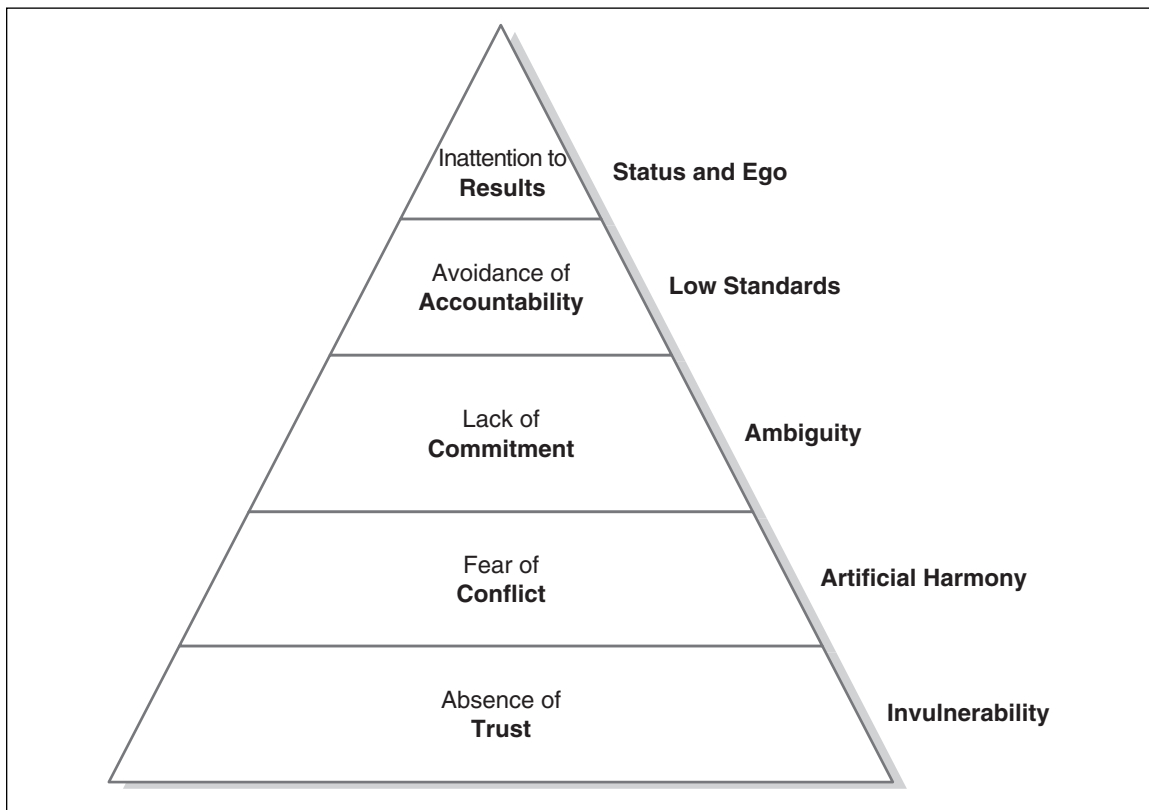 Inattention to
Results
Status and Ego
Avoidance of
Accountability
Low Standards
Lack of
Commitment
Ambiguity
Fear of
Conflict
Artificial Harmony
Absence of
Trust
Invulnerability